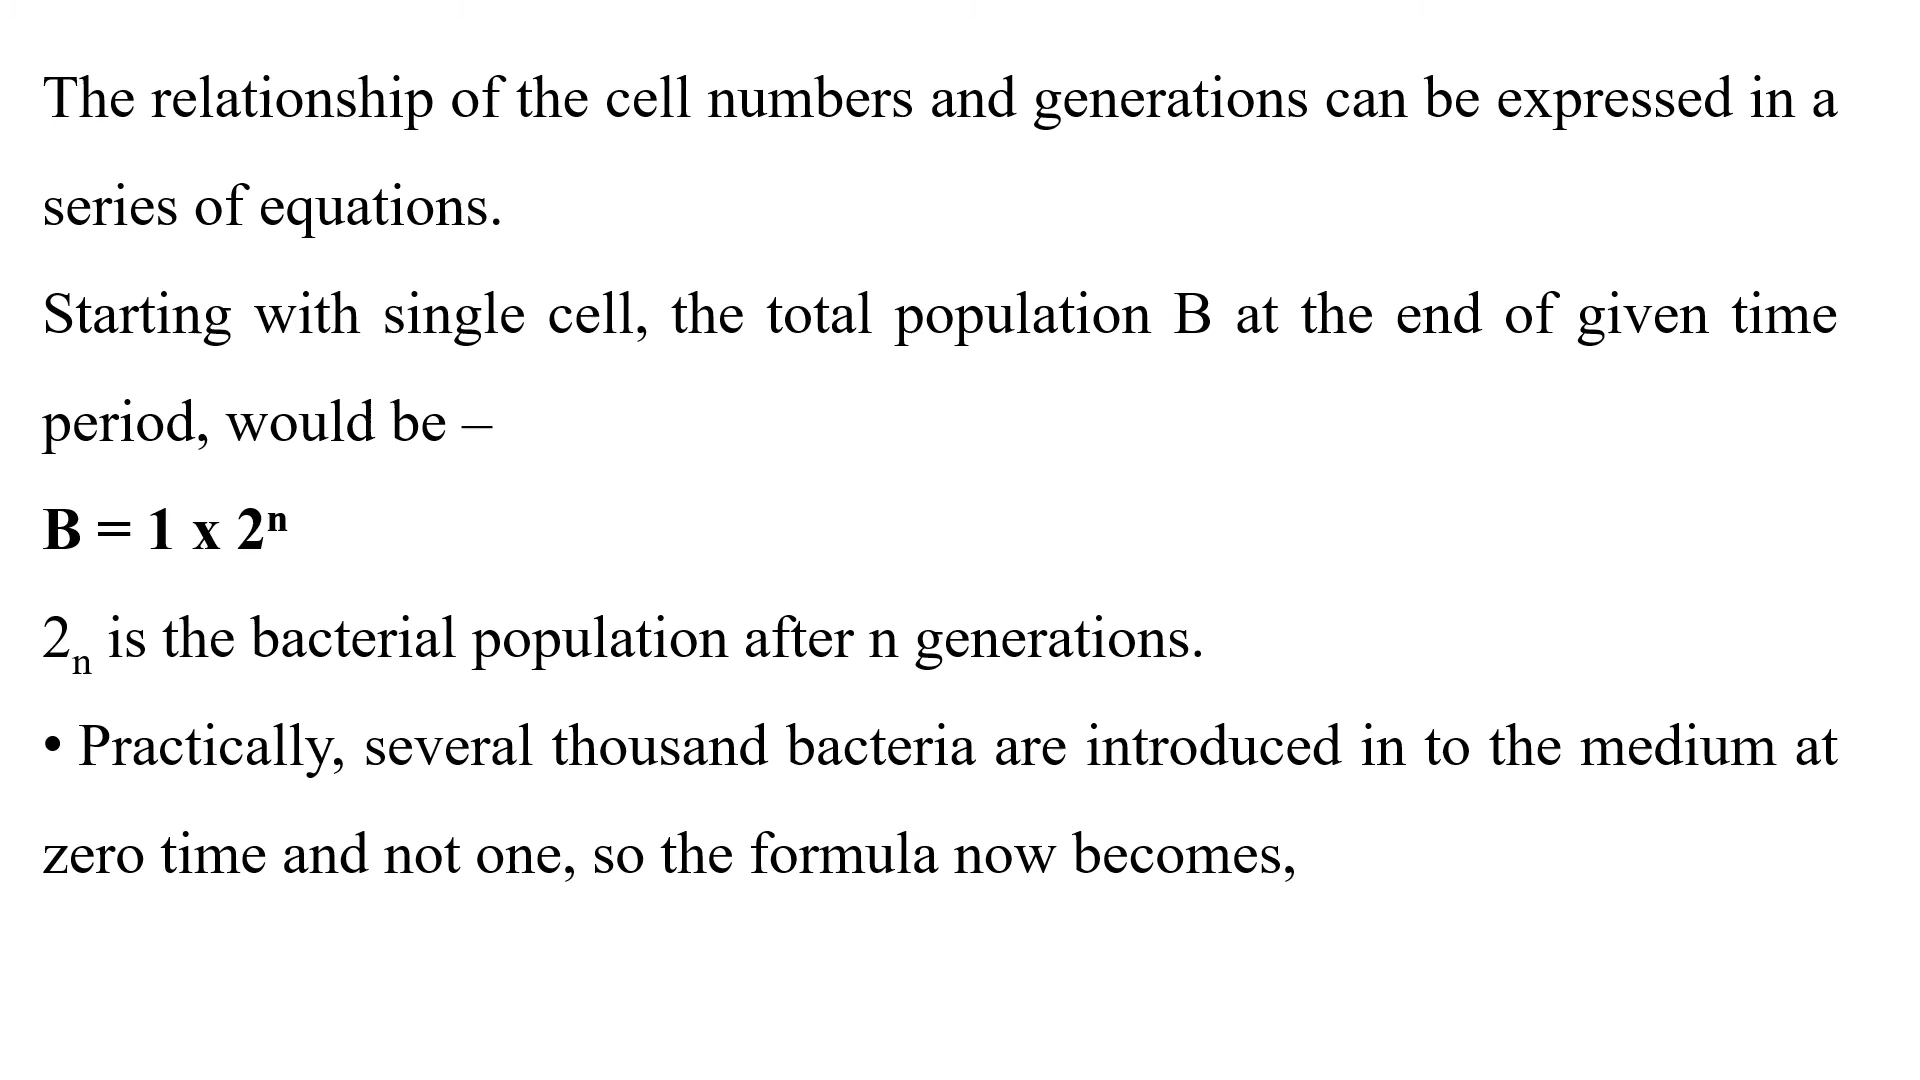 The relationship of the cell numbers and generations can be expressed in a
series of equations.
Starting with single cell, the total population B at the end of given time
period, would be –
B = 1 x 2ⁿ
2ₙ is the bacterial population after n generations.
• Practically, several thousand bacteria are introduced in to the medium at
zero time and not one, so the formula now becomes,